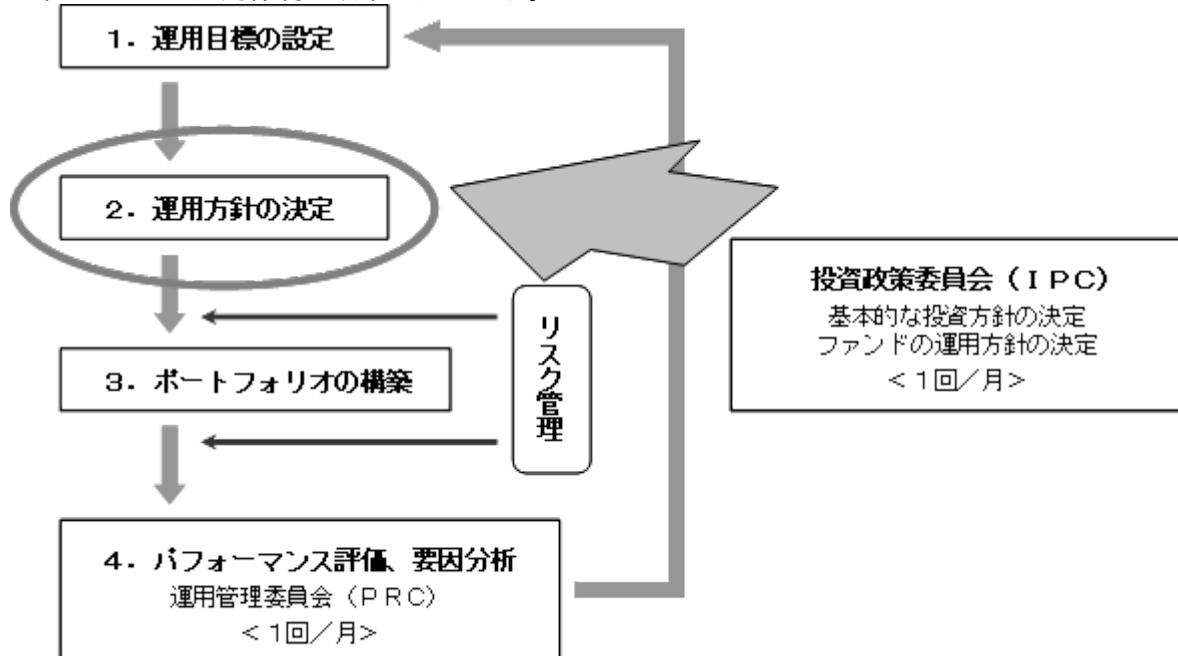 1．運用目標の設定
2．運用方針の決定
投資政策委員会（ＩＰＣ）
基本的な投資方針の決定
ファンドの運用方針の決定
＜１回／月＞
リスク管理
3．ポートフォリオの構築
4．パフォーマンス評価、要因分析
運用管理委員会（ＰＲＣ）
＜１回／月＞